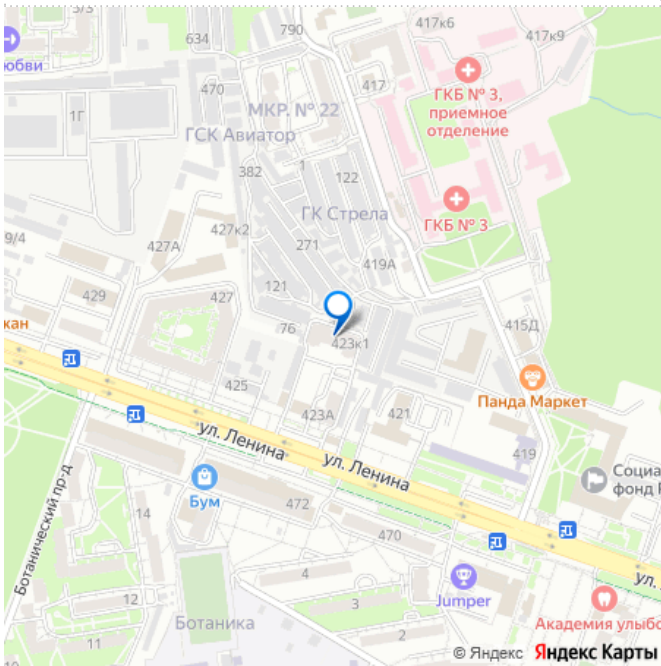 5/3
юбви
634
790
417к6
417к9
470
417
ГКБ № 3,
приемное
отделение
1Г
МКР. № 22
ГСК Авиатор
1
382
122
ГКБ № 3
ГК Стрела
427к2
9/4
427А
271
419А
121
429
427
кан
76
423к1
415Д
425
Панда Маркет
423А
421
ул. Ленина
ул. Ленина
419
Социа
фонд Р
Бум
472
Ботанический пр-д
14
470
ул.
4
Jumper
12
3
Академия улыбо
Ботаника
2
11
10
© Яндекс Яндекс Карты